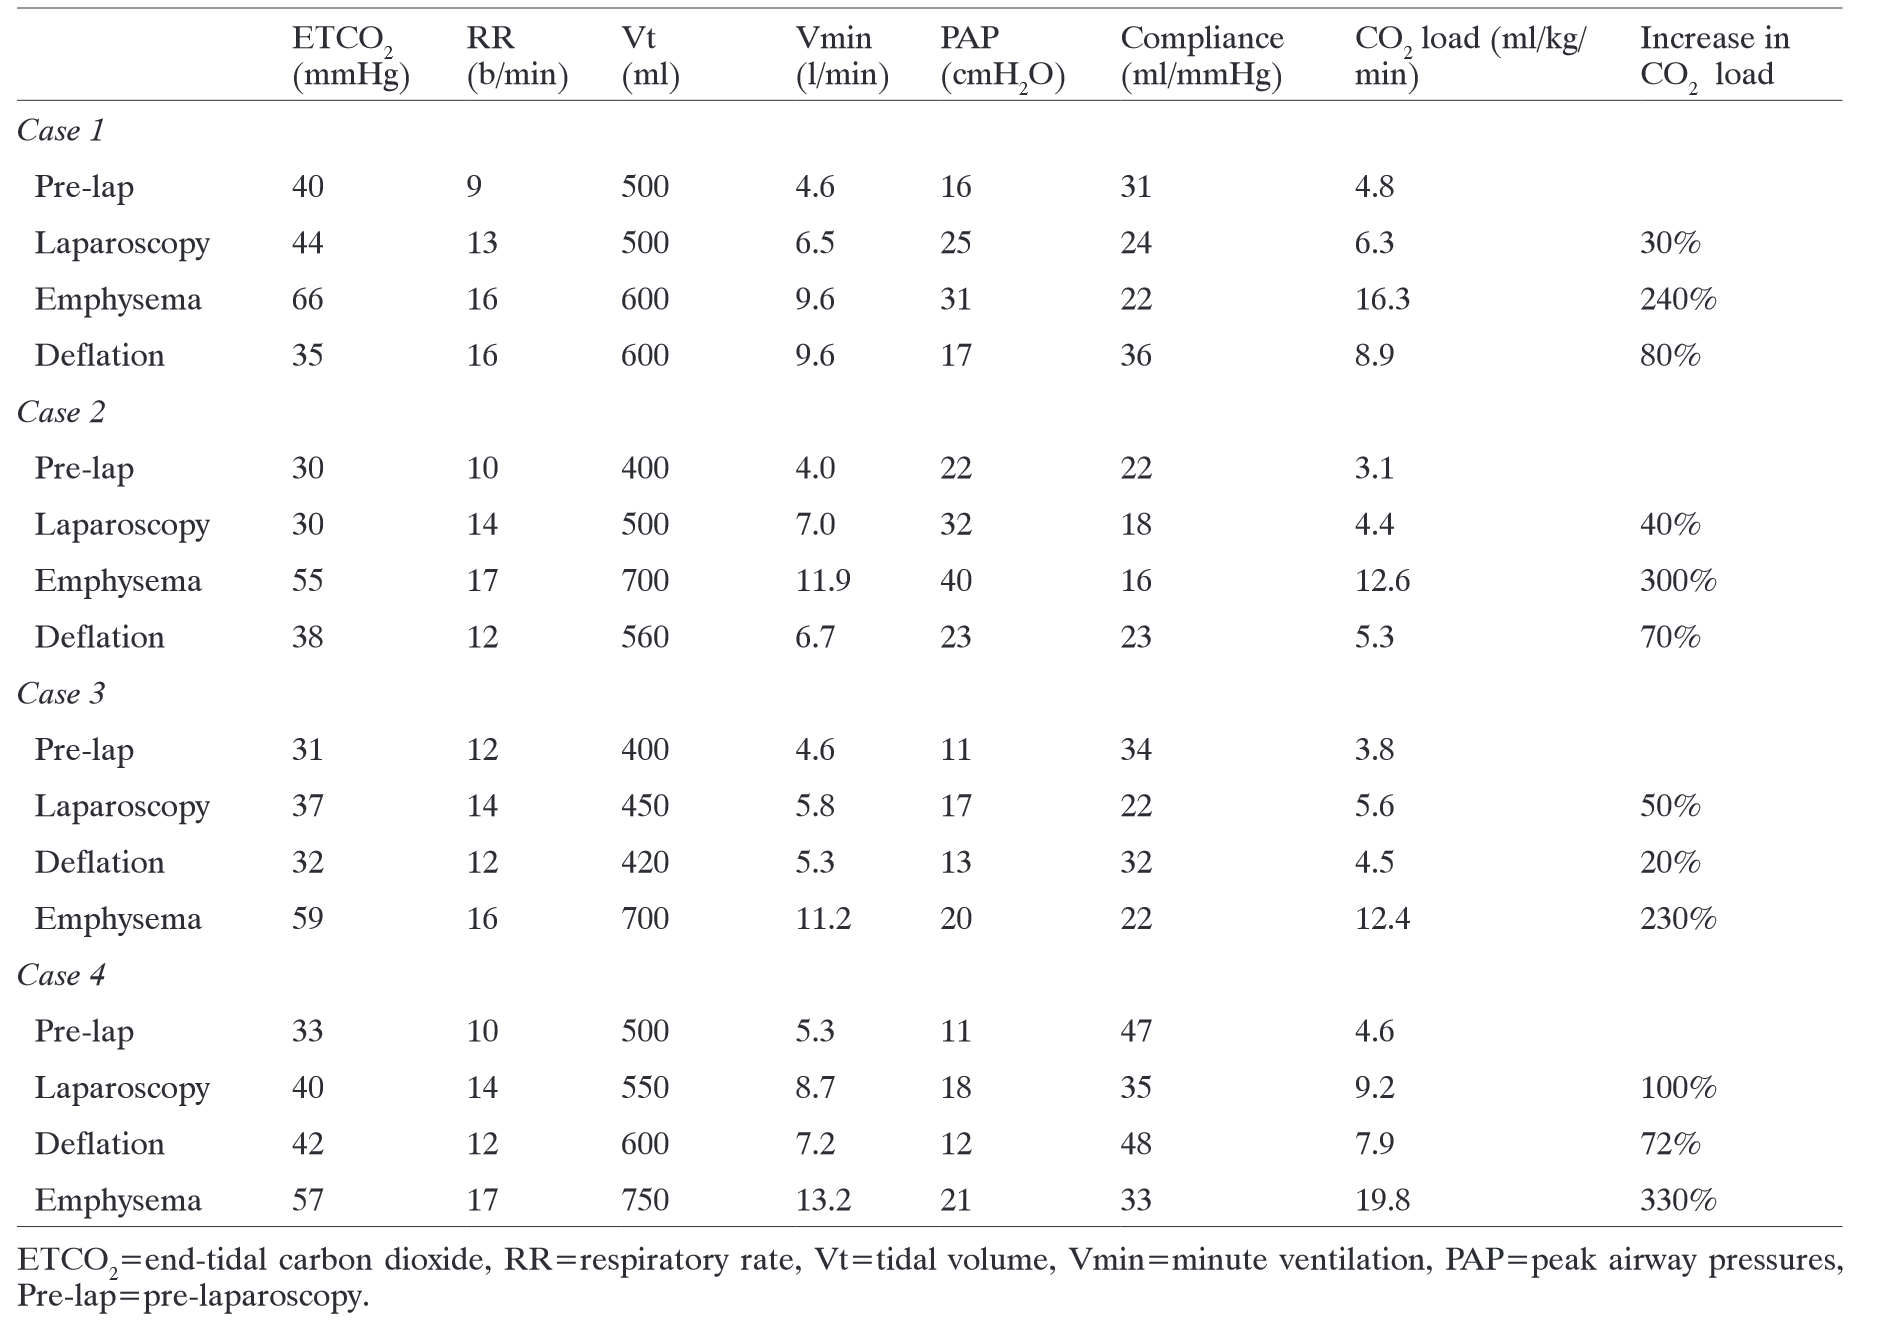 ETCO2 (mmHg) RR (b/min) Vt (ml) Vmin (l/min) PAP (cmH2O) Compliance (ml/mmHg) CO2 load (ml/kg/min) Increase in CO2 load
Case 1
Pre-lap 40 9 500 4.6 16 31 4.8
Laparoscopy 44 13 500 6.5 25 24 6.3 30%
Emphysema 66 16 600 9.6 31 22 16.3 240%
Deflation 35 16 600 9.6 17 36 8.9 80%
Case 2
Pre-lap 30 10 400 4.0 22 22 3.1
Laparoscopy 30 14 500 7.0 32 18 4.4 40%
Emphysema 55 17 700 11.9 40 16 12.6 300%
Deflation 38 12 560 6.7 23 23 5.3 70%
Case 3
Pre-lap 31 12 400 4.6 11 34 3.8
Laparoscopy 37 14 450 5.8 17 22 5.6 50%
Deflation 32 12 420 5.3 13 32 4.5 20%
Emphysema 59 16 700 11.2 20 22 12.4 230%
Case 4
Pre-lap 33 10 500 5.3 11 47 4.6
Laparoscopy 40 14 550 8.7 18 35 9.2 100%
Deflation 42 12 600 7.2 12 48 7.9 72%
Emphysema 57 17 750 13.2 21 33 19.8 330%
ETCO2=end-tidal carbon dioxide, RR=respiratory rate, Vt=tidal volume, Vmin=minute ventilation, PAP=peak airway pressures,
Pre-lap=pre-laparoscopy.